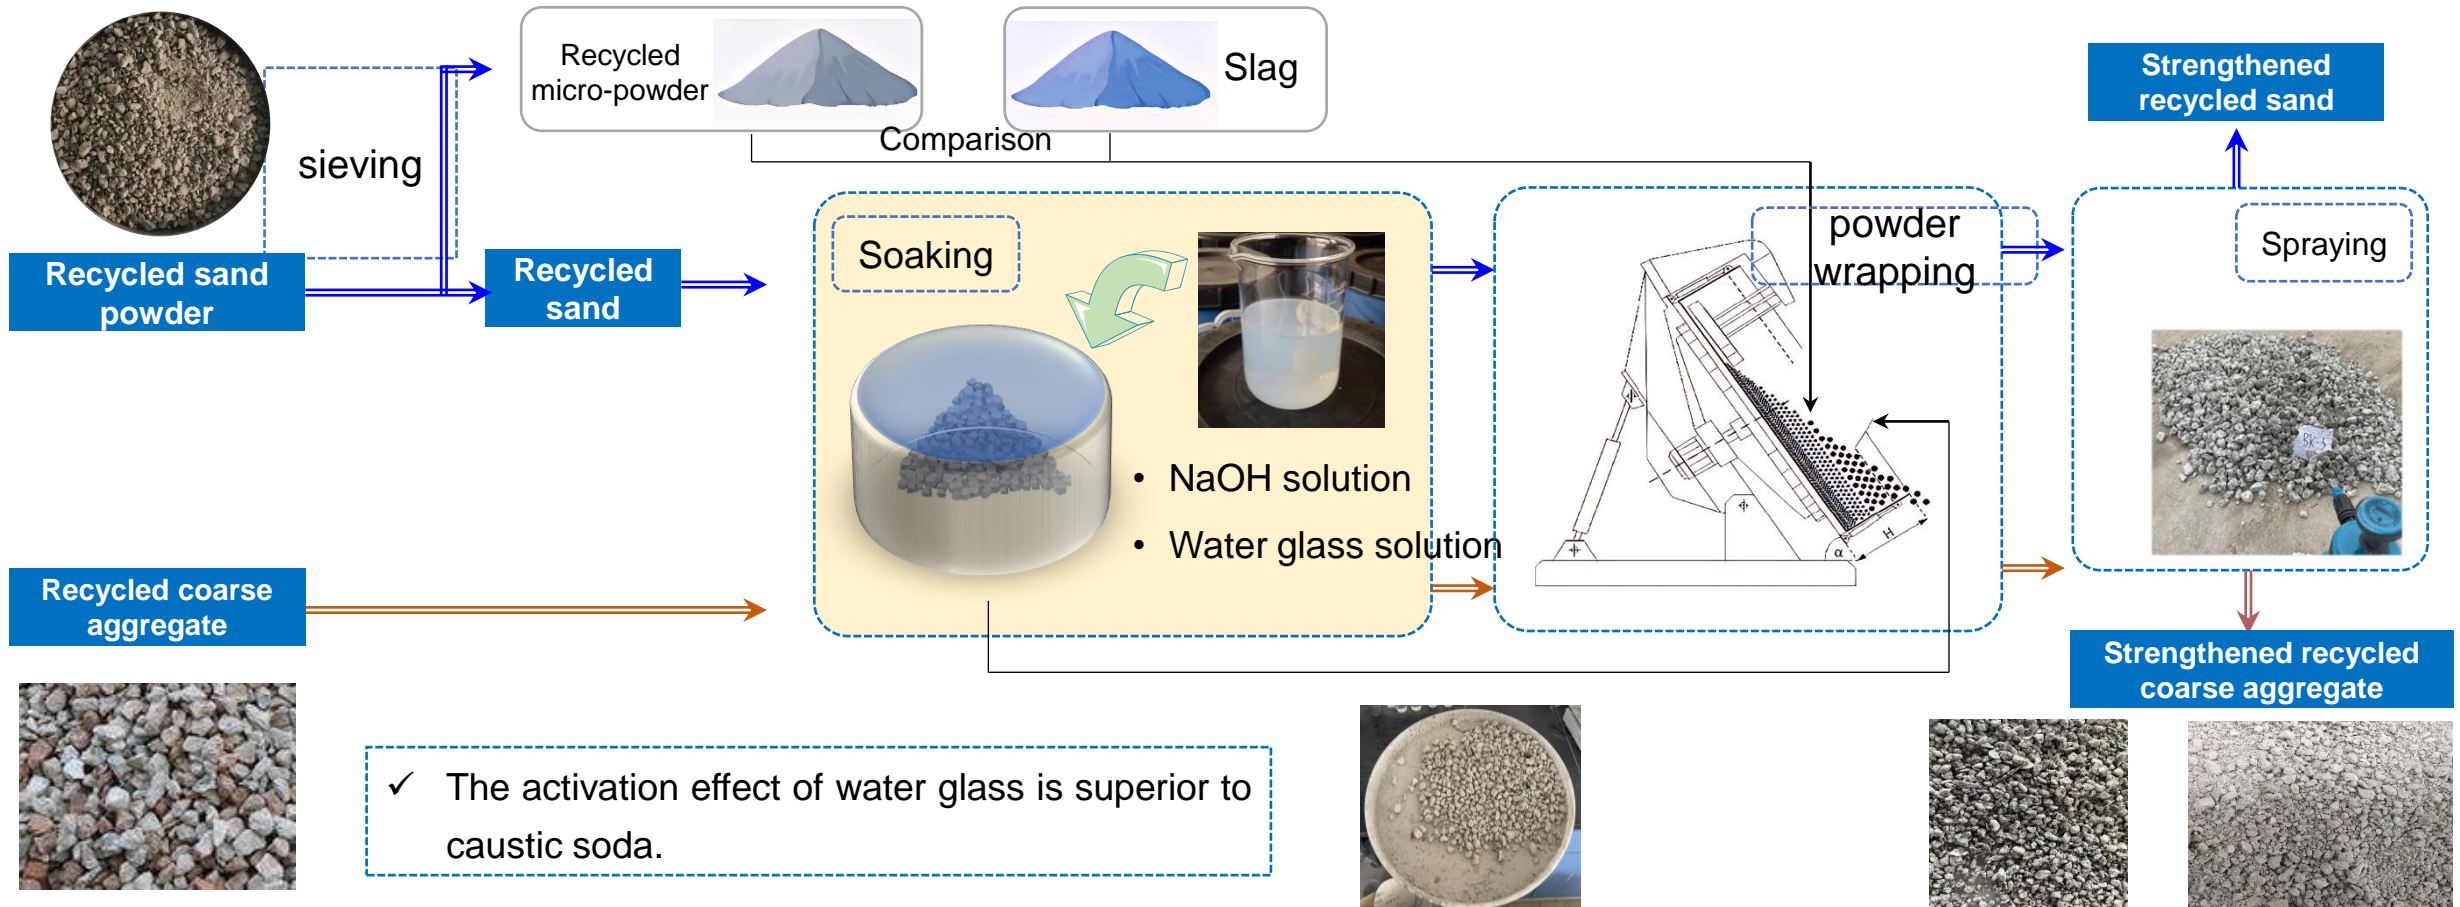 Recycled
micro-powder
Slag
Comparison
Strengthened
recycled sand
sieving
Recycled sand
powder
Recycled
sand
Soaking
powder
wrapping
Spraying
• NaOH solution
• Water glass solution
H
α
Recycled coarse
aggregate
Strengthened recycled
coarse aggregate
✓ The activation effect of water glass is superior to
caustic soda.